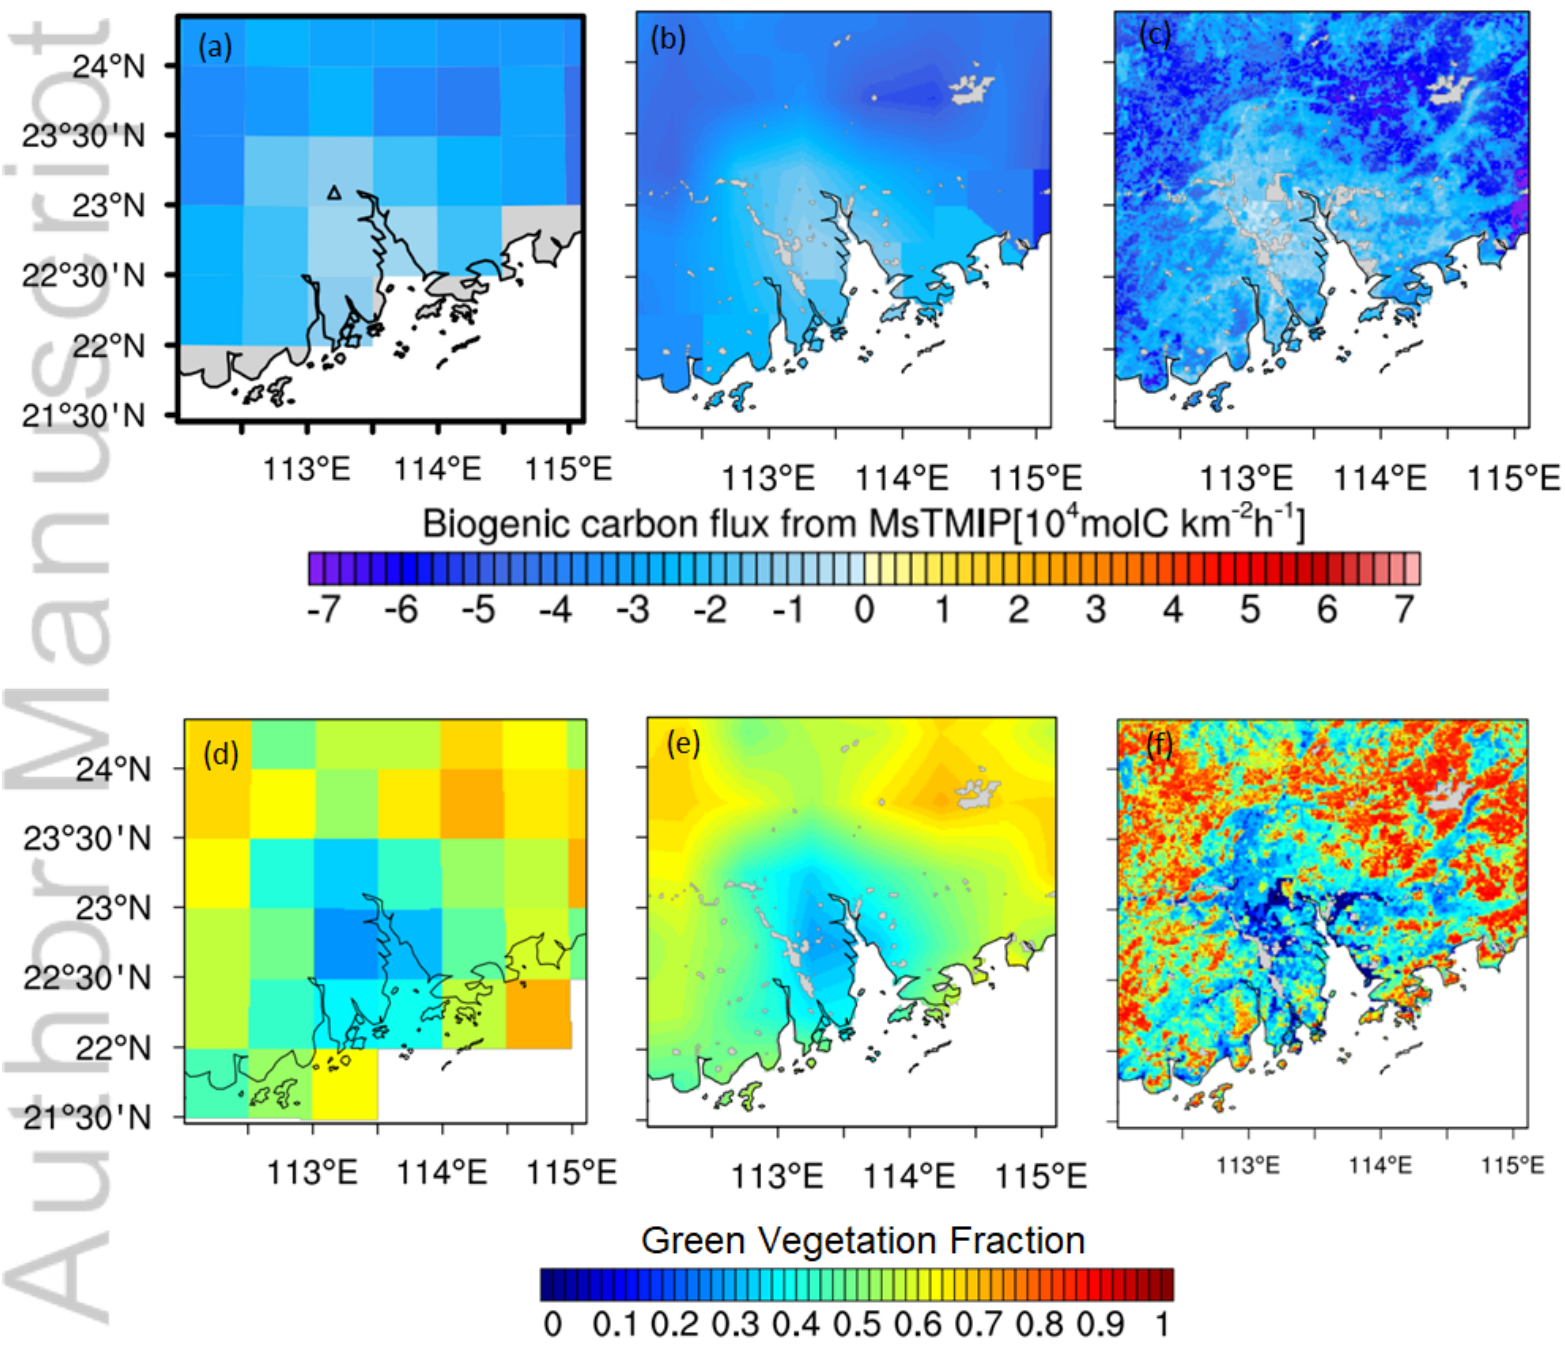 Author Manuscript
(a)
(b)
(c)
24°N
23°30'N
23°N
22°30'N
22°N
21°30'N
113°E 114°E 115°E
113°E 114°E 115°E
113°E 114°E 115°E
Biogenic carbon flux from MsTMIP[10⁴molC km⁻²h⁻¹]
-7 -6 -5 -4 -3 -2 -1 0 1 2 3 4 5 6 7
(d)
(e)
(f)
24°N
23°30'N
23°N
22°30'N
22°N
21°30'N
113°E 114°E 115°E
113°E 114°E 115°E
113°E 114°E 115°E
Green Vegetation Fraction
0 0.1 0.2 0.3 0.4 0.5 0.6 0.7 0.8 0.9 1